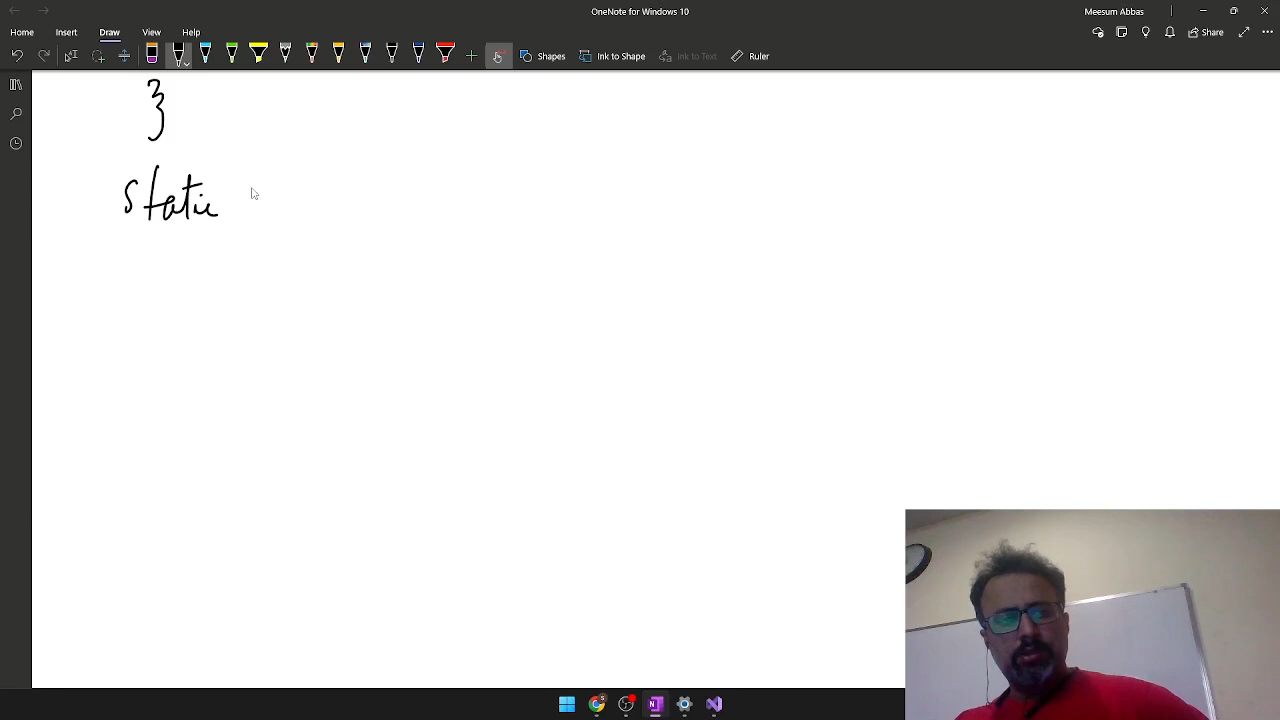 OneNote for Windows 10
Meesum Abbas
Home Insert Draw View Help
Shapes Ink to Shape Ink to Text Ruler
Share
}
static